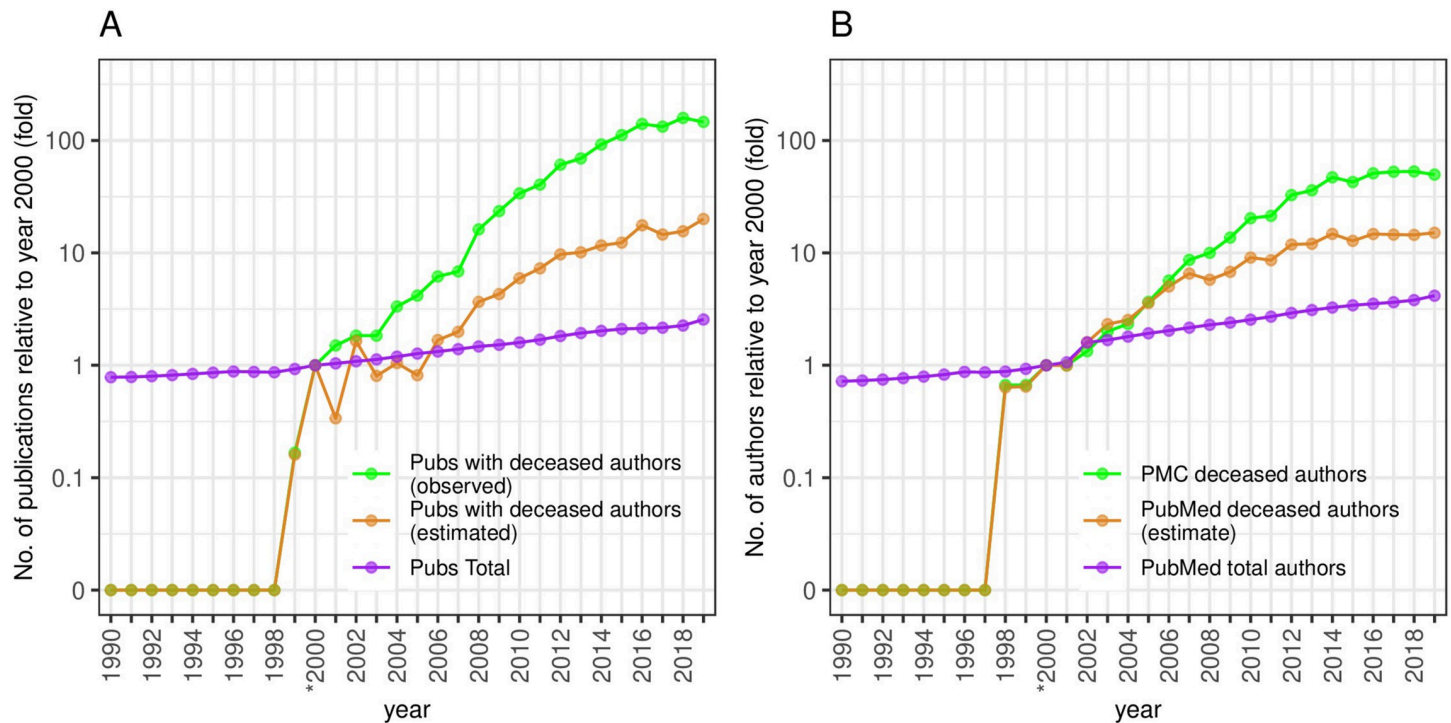 A
No. of publications relative to year 2000 (fold)
100
10
1
0.1
0
Pubs with deceased authors
(observed)
Pubs with deceased authors
(estimated)
Pubs Total
1990
1992
1994
1996
1998
*2000
2002
2004
2006
2008
2010
2012
2014
2016
2018
year
B
No. of authors relative to year 2000 (fold)
100
10
1
0.1
0
PMC deceased authors
PubMed deceased authors
(estimate)
PubMed total authors
1990
1992
1994
1996
1998
*2000
2002
2004
2006
2008
2010
2012
2014
2016
2018
year